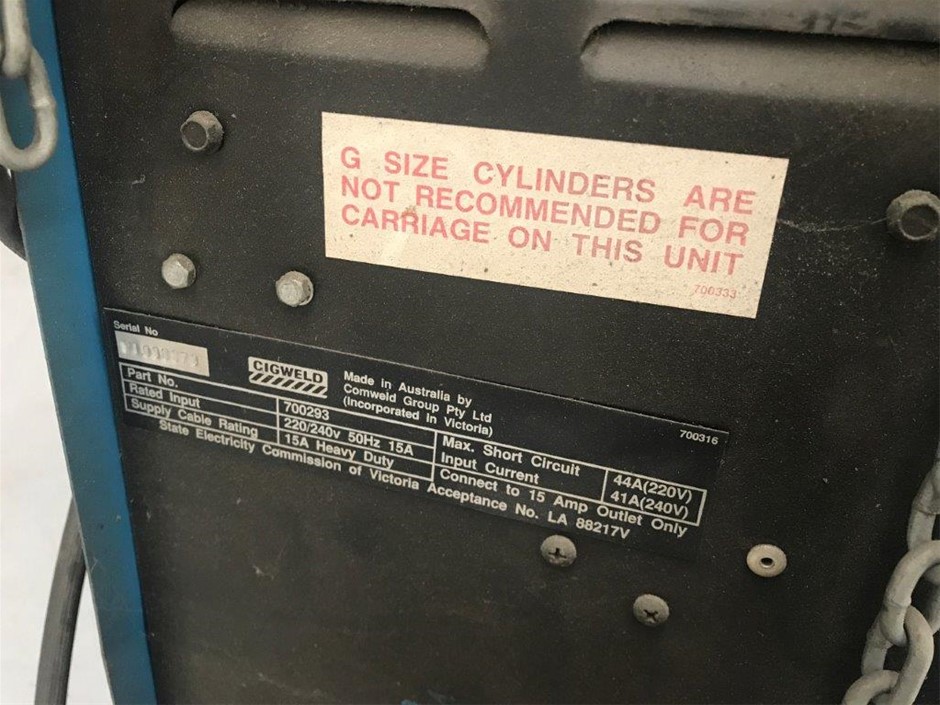 G SIZE CYLINDERS ARE
NOT RECOMMENDED FOR
CARRIAGE ON THIS UNIT
700333
Serial No
CIGWELD
Made in Australia by
Comweld Group Pty Ltd
(Incorporated in Victoria)
700316
Part No. 700293
Rated Input 220/240v 50Hz 15A
Supply Cable Rating 15A Heavy Duty
Max. Short Circuit 44A(220V)
Input Current 41A(240V)
Connect to 15 Amp Outlet Only
State Electricity Commission of Victoria Acceptance No. LA 88217V